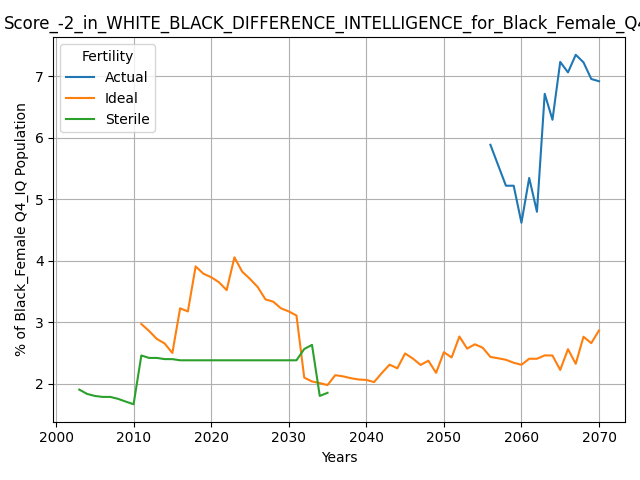 Score_-2_in_WHITE_BLACK_DIFFERENCE_INTELLIGENCE_for_Black_Female_Q4
Fertility
Actual
Ideal
Sterile
% of Black_Female Q4_IQ Population
7
6
5
4
3
2
2000 2010 2020 2030 2040 2050 2060 2070
Years